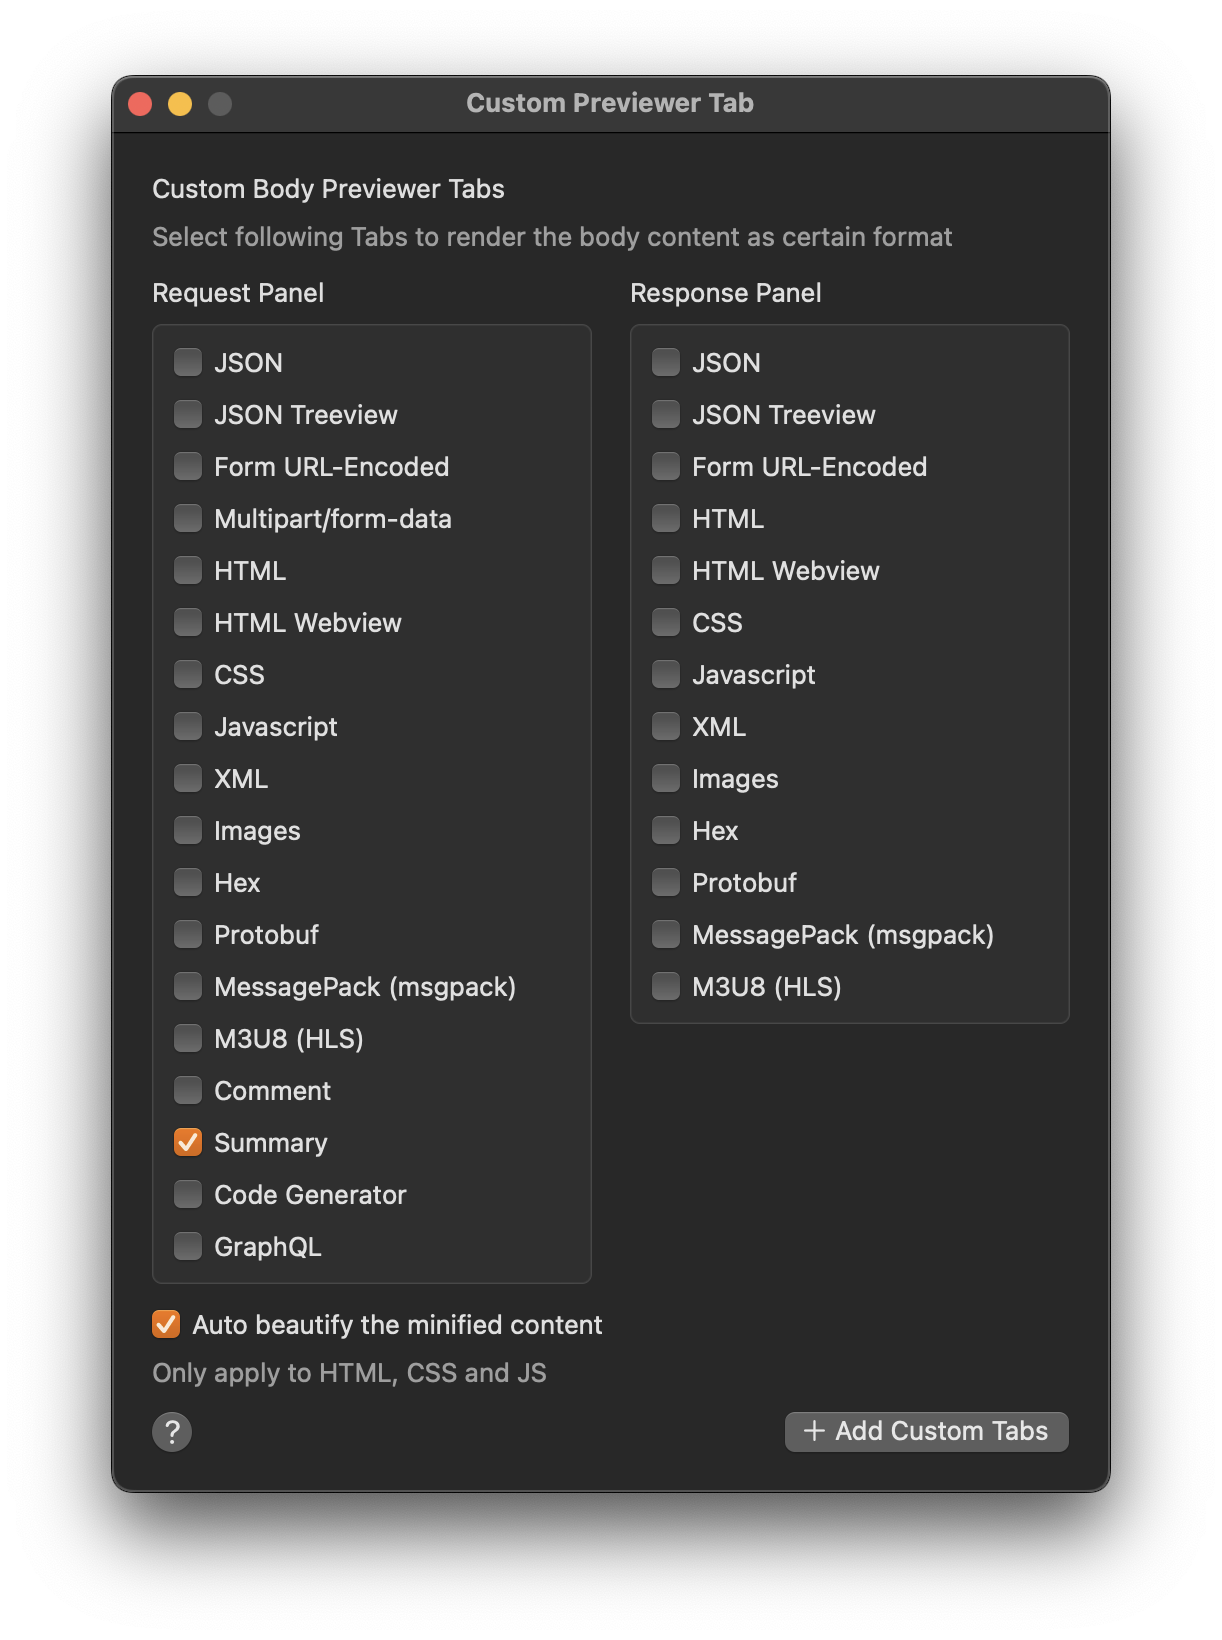 Custom Previewer Tab
Custom Body Previewer Tabs
Select following Tabs to render the body content as certain format
Request Panel
JSON
JSON Treeview
Form URL-Encoded
Multipart/form-data
HTML
HTML Webview
CSS
Javascript
XML
Images
Hex
Protobuf
MessagePack (msgpack)
M3U8 (HLS)
Comment
Summary
Code Generator
GraphQL
Response Panel
JSON
JSON Treeview
Form URL-Encoded
HTML
HTML Webview
CSS
Javascript
XML
Images
Hex
Protobuf
MessagePack (msgpack)
M3U8 (HLS)
Auto beautify the minified content
Only apply to HTML, CSS and JS
?
+ Add Custom Tabs